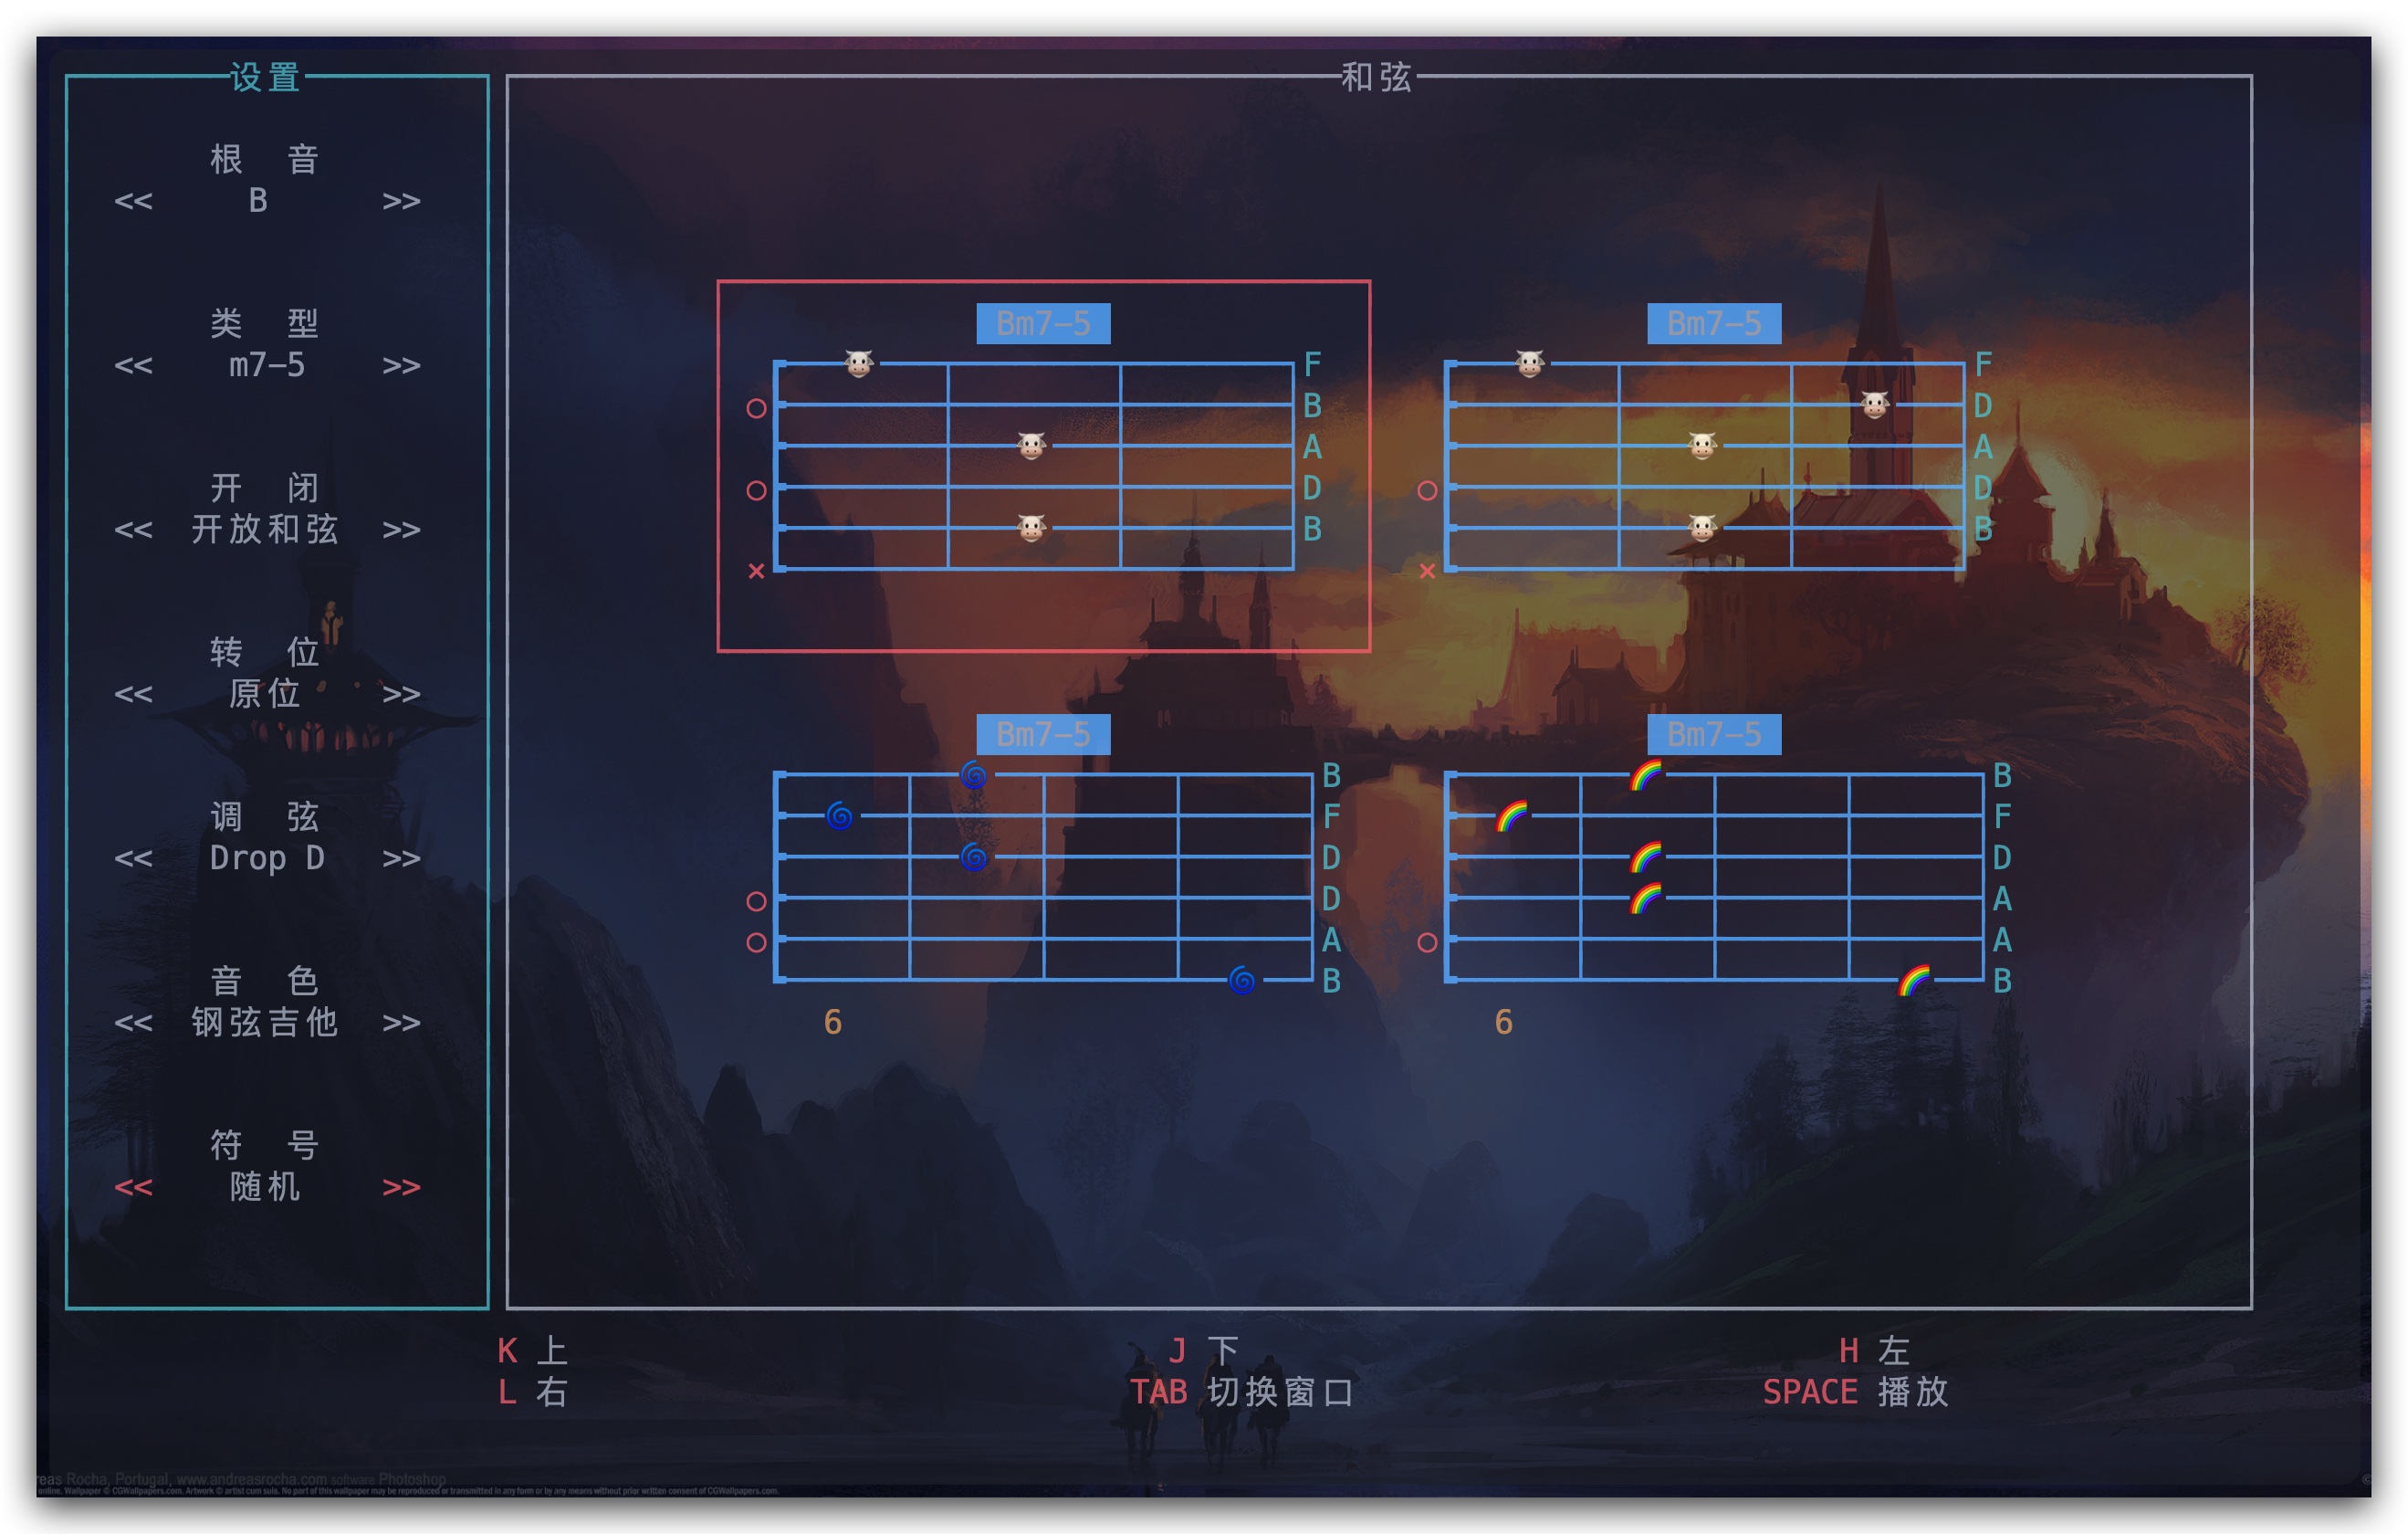 设置
根 音
<< B >>
类 型
<< m7-5 >>
开 闭
<< 开放和弦 >>
转 位
<< 原位 >>
调 弦
<< Drop D >>
音 色
<< 钢弦吉他 >>
符 号
<< 随机 >>
和弦
Bm7-5
F
B
A
D
B
×
Bm7-5
F
D
A
D
B
×
Bm7-5
B
F
D
D
A
B
6
Bm7-5
B
F
D
A
A
B
6
K 上
J 下
H 左
L 右
TAB 切换窗口
SPACE 播放
reas Rocha, Portugal, www.andreasrocha.com software Photoshop
online. Wallpaper © CGWallpapers.com. Artwork © artist cum suis. No part of this wallpaper may be reproduced or transmitted in any form or by any means without prior written consent of CGWallpapers.com.